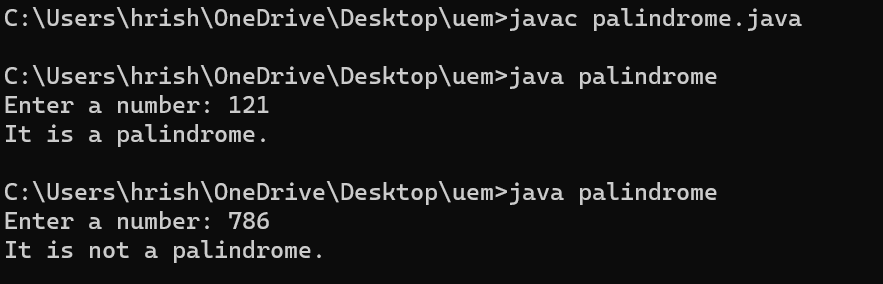 C:\Users\hrish\OneDrive\Desktop\uem>javac palindrome.java
C:\Users\hrish\OneDrive\Desktop\uem>java palindrome
Enter a number: 121
It is a palindrome.
C:\Users\hrish\OneDrive\Desktop\uem>java palindrome
Enter a number: 786
It is not a palindrome.